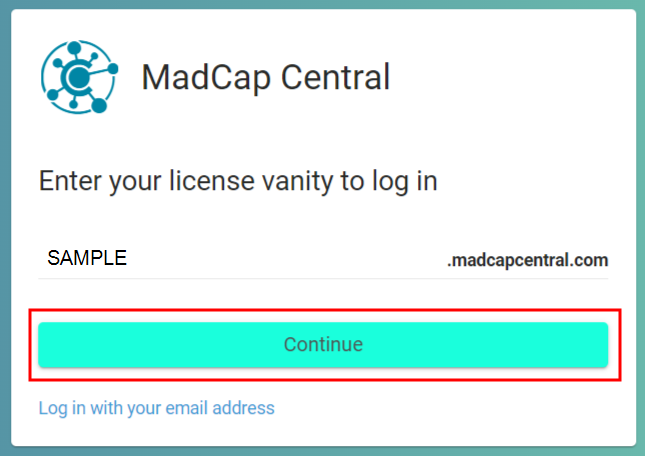 MadCap Central
Enter your license vanity to log in
SAMPLE .madcapcentral.com
Continue
Log in with your email address